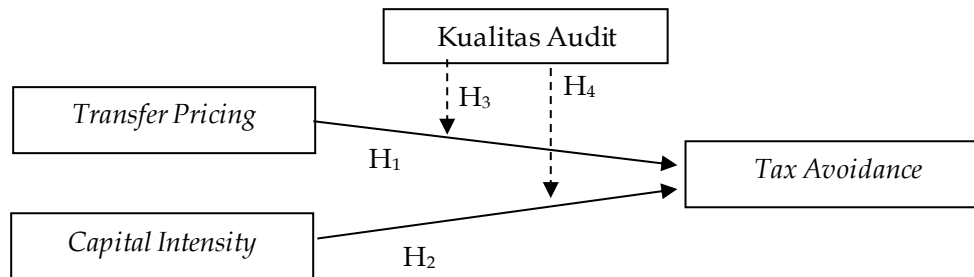 Kualitas Audit
H3
H4
Transfer Pricing
H1
Tax Avoidance
Capital Intensity
H2